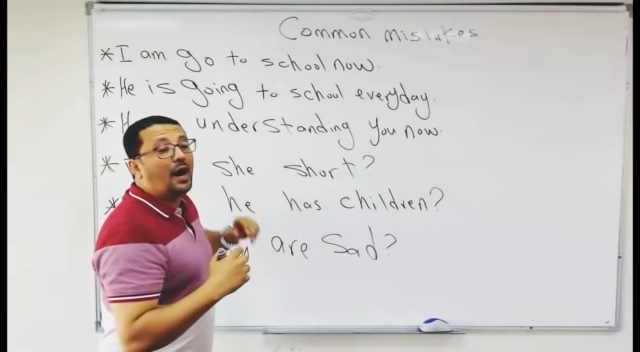 Common mistakes
*I am go to school now.
*He is going to school everyday.
* understanding you now.
* she short?
* he has children?
are sad?